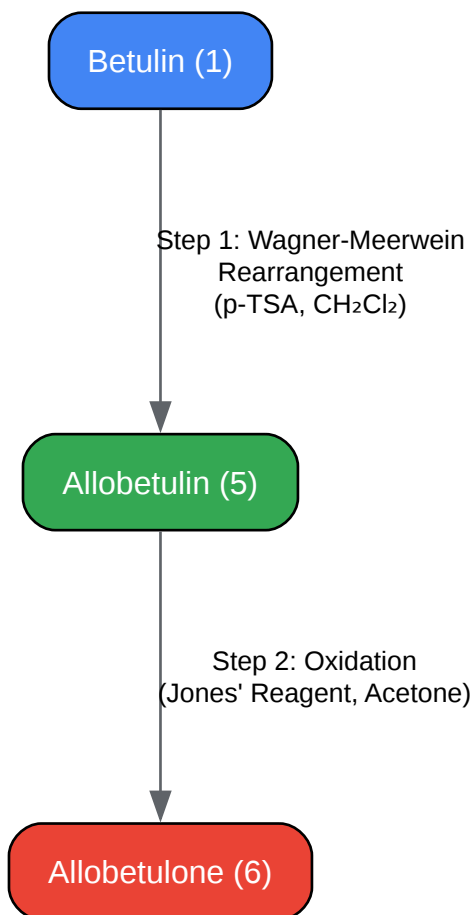 Betulin (1)
Step 1: Wagner-Meerwein
Rearrangement
(p-TSA, CH₂Cl₂)
Allobetulin (5)
Step 2: Oxidation
(Jones' Reagent, Acetone)
Allobetulone (6)